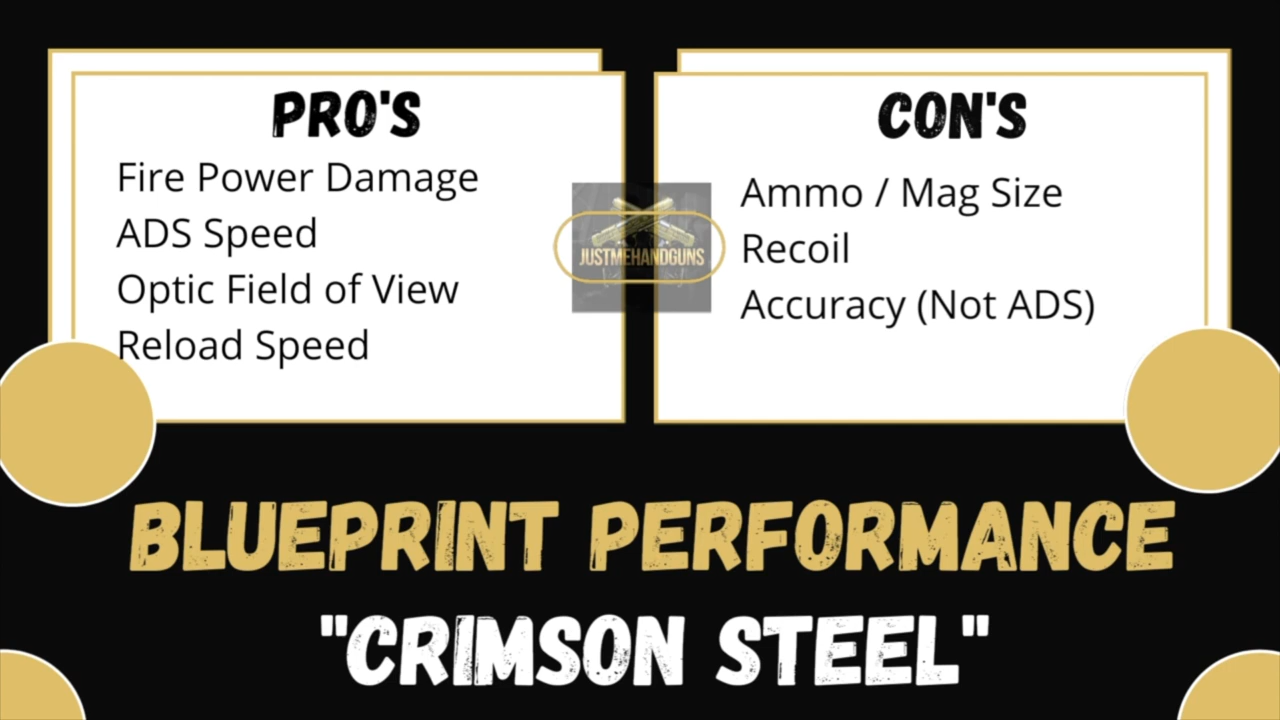 PRO'S
Fire Power Damage
ADS Speed
Optic Field of View
Reload Speed
CON'S
Ammo / Mag Size
Recoil
Accuracy (Not ADS)
JUSTMEHANDGUNS
BLUEPRINT PERFORMANCE
"CRIMSON STEEL"